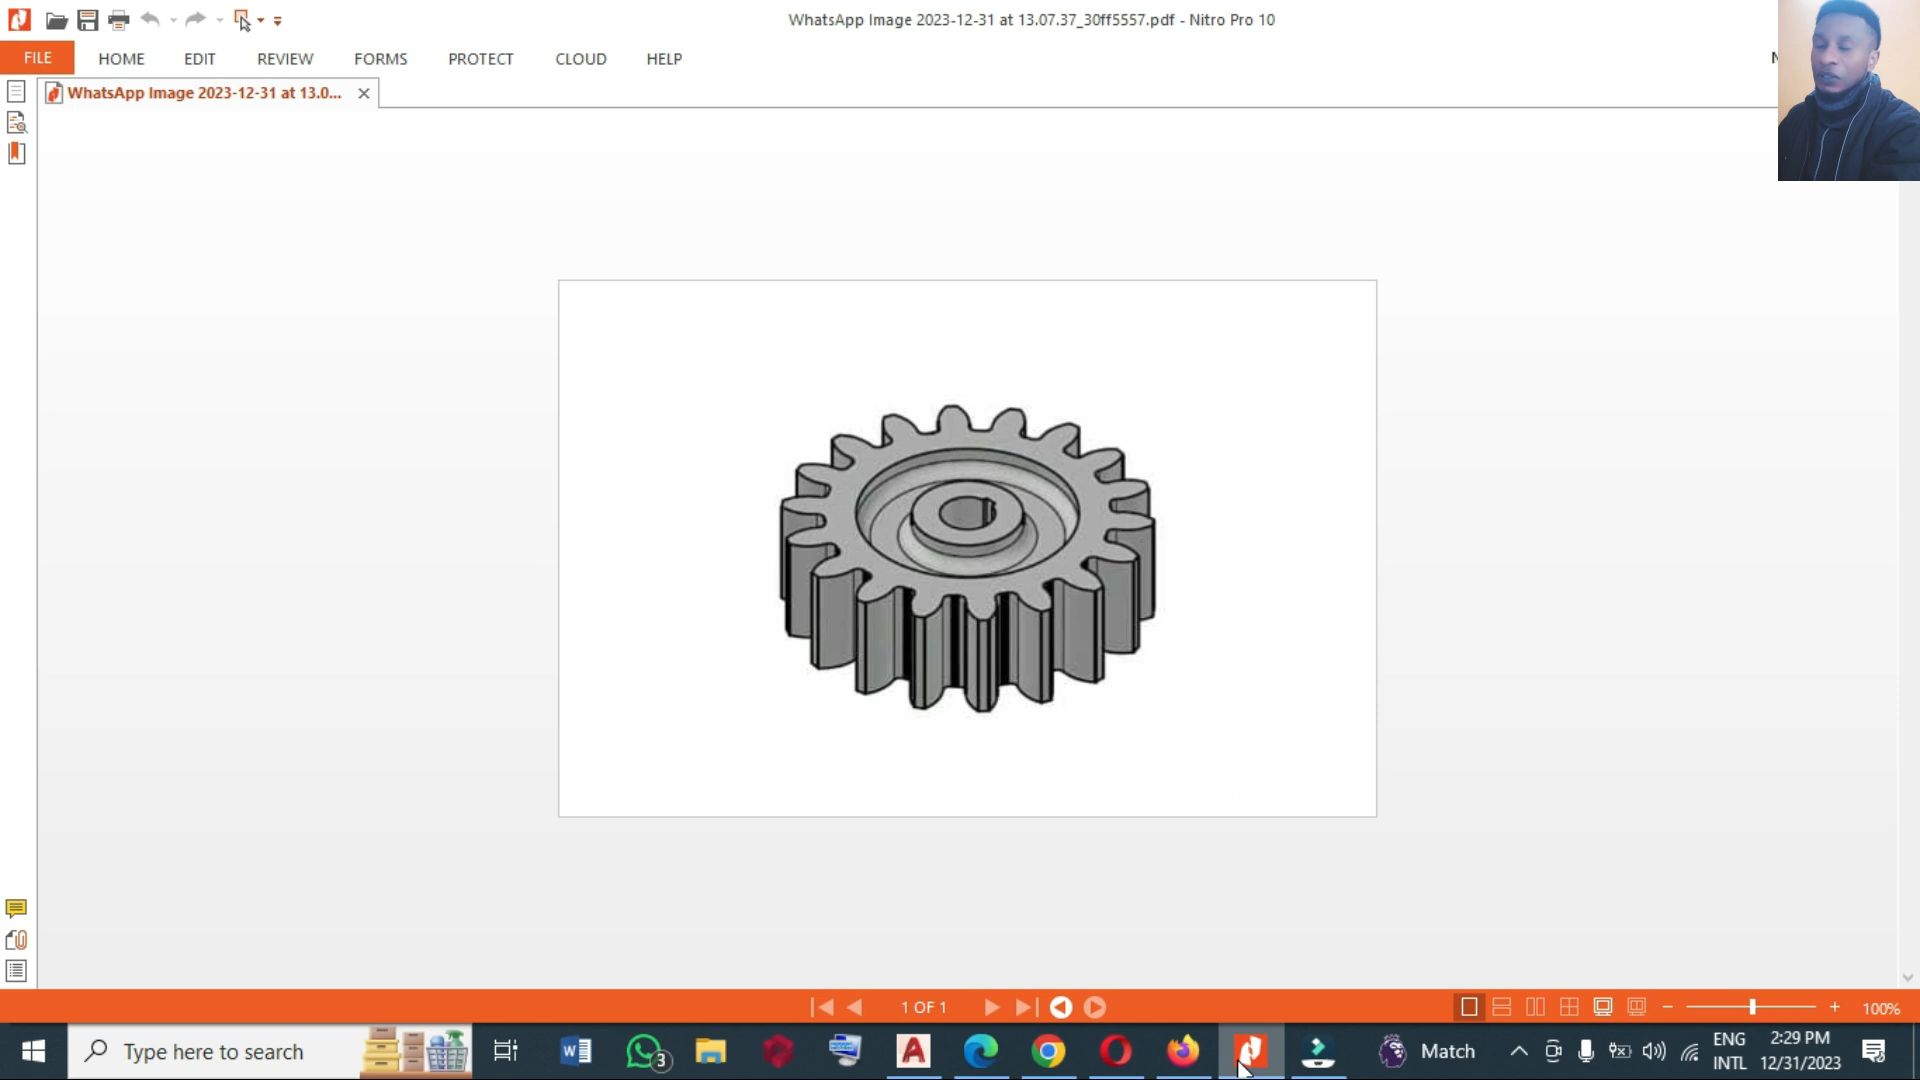 WhatsApp Image 2023-12-31 at 13.07.37_30ff5557.pdf - Nitro Pro 10
FILE HOME EDIT REVIEW FORMS PROTECT CLOUD HELP
WhatsApp Image 2023-12-31 at 13.0...
1 OF 1
100%
Type here to search
W
3
A
Match
ENG
INTL
2:29 PM
12/31/2023